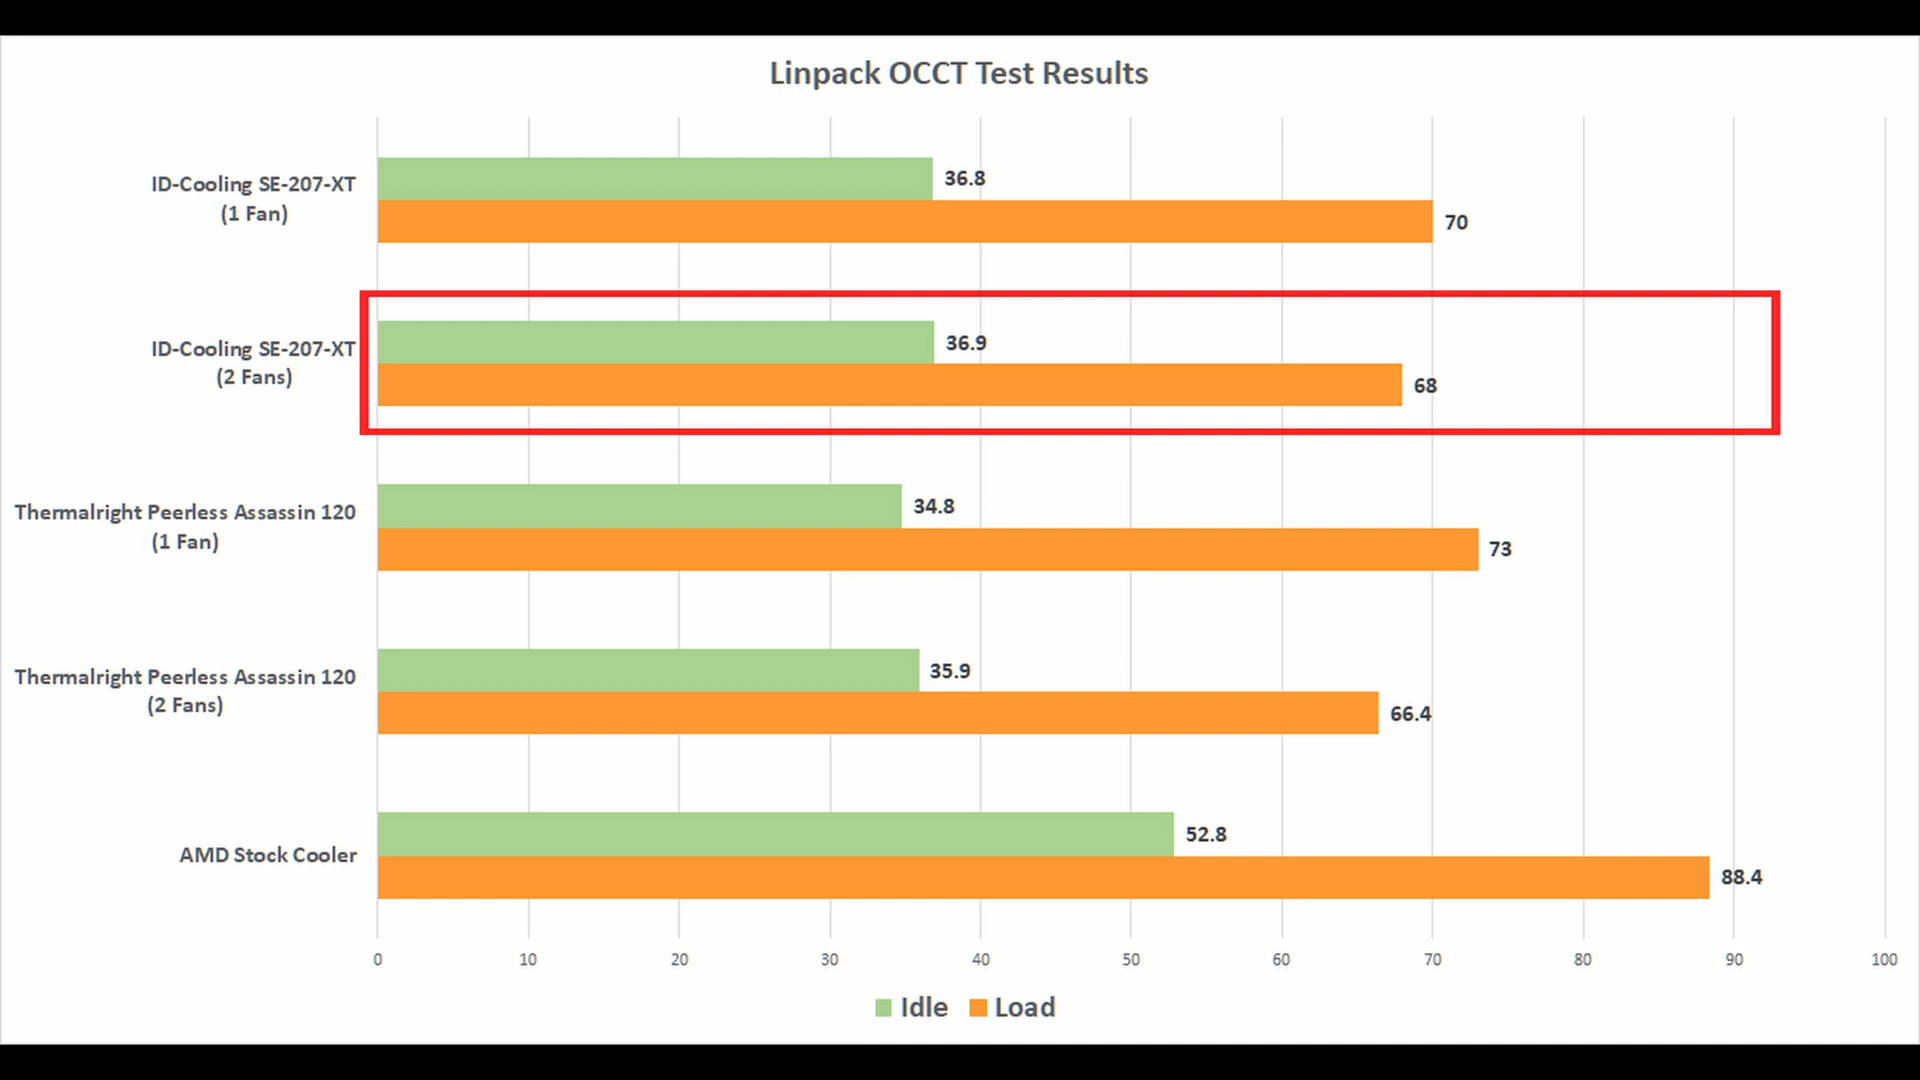 Linpack OCCT Test Results
ID-Cooling SE-207-XT
(1 Fan)
36.8
70
ID-Cooling SE-207-XT
(2 Fans)
36.9
68
Thermalright Peerless Assassin 120
(1 Fan)
34.8
73
Thermalright Peerless Assassin 120
(2 Fans)
35.9
66.4
AMD Stock Cooler
52.8
88.4
0 10 20 30 40 50 60 70 80 90 100
Idle Load